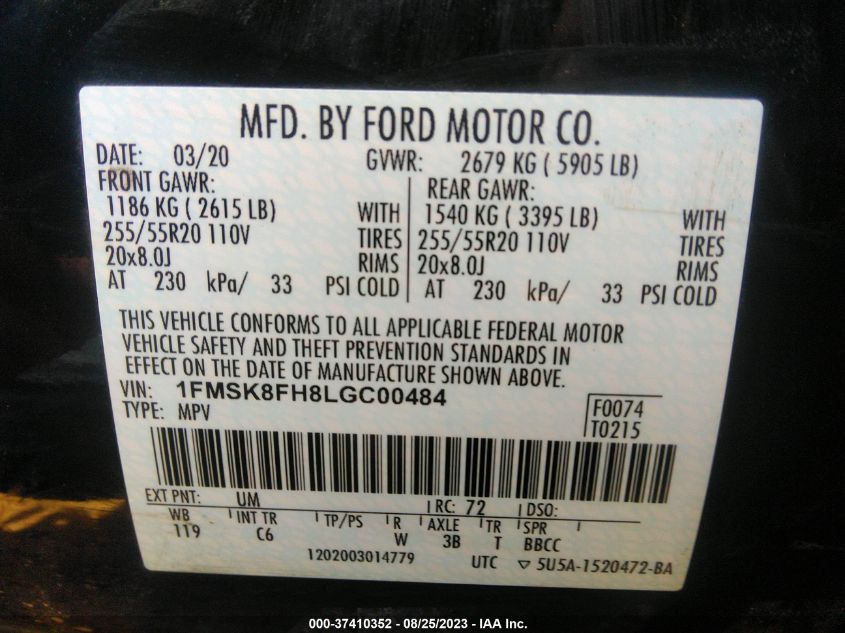 MFD. BY FORD MOTOR CO.
DATE: 03/20 GVWR: 2679 KG ( 5905 LB)
FRONT GAWR: REAR GAWR:
1186 KG ( 2615 LB) WITH 1540 KG ( 3395 LB) WITH
255/55R20 110V TIRES 255/55R20 110V TIRES
20x8.0J RIMS 20x8.0J RIMS
AT 230 kPa/ 33 PSI COLD AT 230 kPa/ 33 PSI COLD
THIS VEHICLE CONFORMS TO ALL APPLICABLE FEDERAL MOTOR
VEHICLE SAFETY AND THEFT PREVENTION STANDARDS IN
EFFECT ON THE DATE OF MANUFACTURE SHOWN ABOVE.
VIN: 1FMSK8FH8LGC00484
TYPE: MPV
F0074
T0215
EXT PNT: UM RC: 72 DSO:
WB INT TR TP/PS R AXLE TR SPR
119 C6 W 3B T BBCC
1202003014779 UTC ▽ 5U5A-1520472-BA
000-37410352 - 08/25/2023 - IAA Inc.